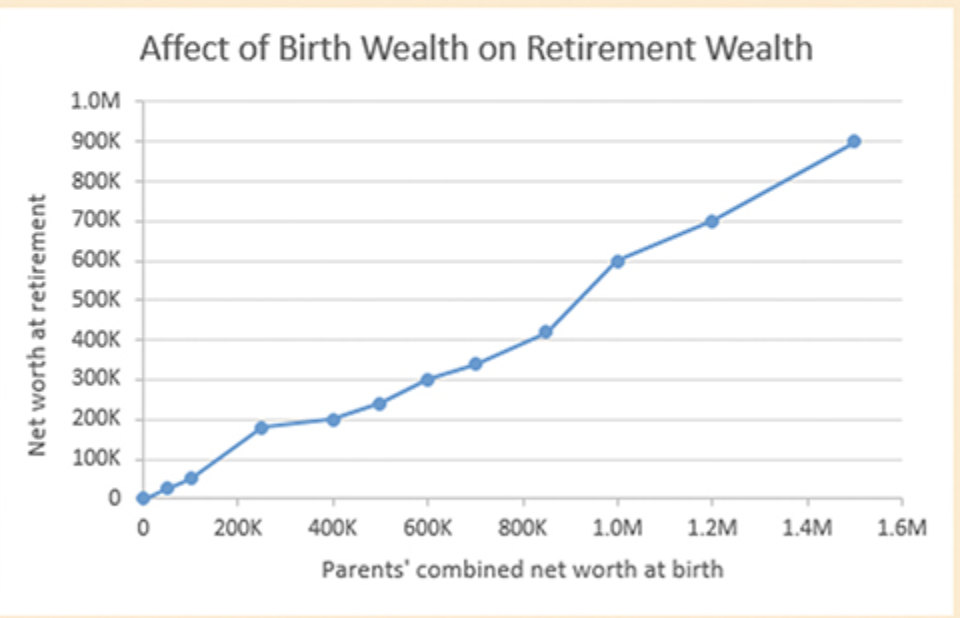 Affect of Birth Wealth on Retirement Wealth
1.0M
900K
800K
700K
600K
500K
400K
300K
200K
100K
0
Net worth at retirement
0 200K 400K 600K 800K 1.0M 1.2M 1.4M 1.6M
Parents' combined net worth at birth